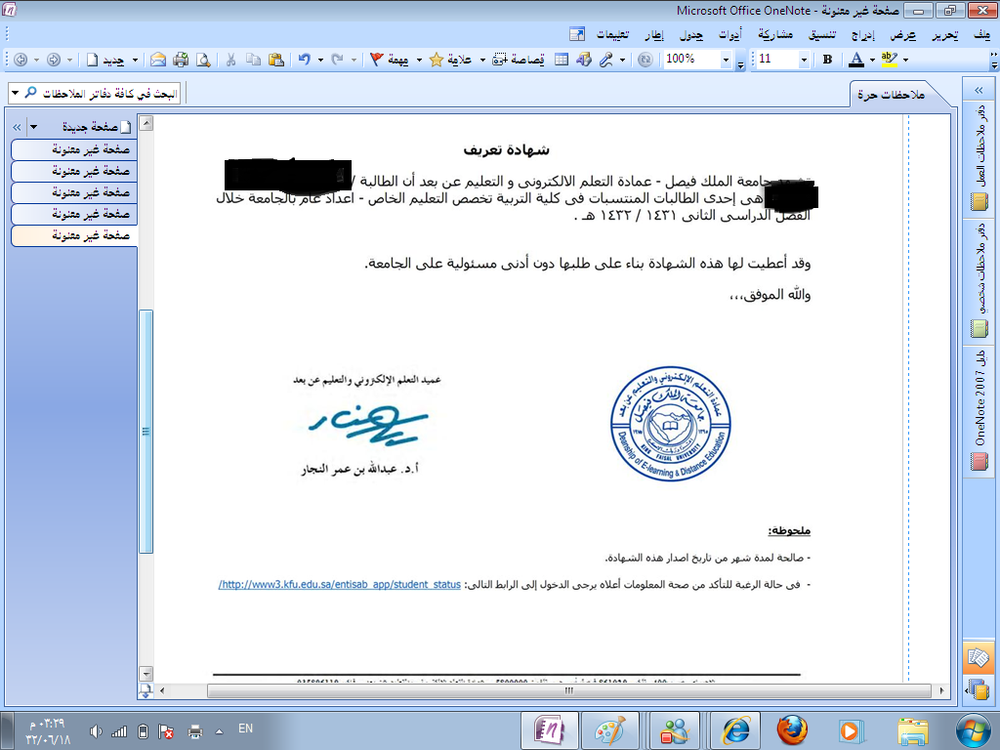 صفحة غير معنونة - Microsoft Office OneNote
ملف تحرير عرض إدراج تنسيق مشاركة أدوات جدول إطار تعليمات
جديد مهمة علامة قصاصة 100% 11 B A ab
البحث في كافة دفاتر الملاحظات
ملاحظات حرة
صفحة جديدة
صفحة غير معنونة
صفحة غير معنونة
صفحة غير معنونة
صفحة غير معنونة
صفحة غير معنونة
دفتر ملاحظات العمل
دفتر ملاحظات شخصي
دليل OneNote 2007
شهادة تعريف
جامعة الملك فيصل - عمادة التعلم الالكترونى و التعليم عن بعد أن الطالبة /
هى إحدى الطالبات المنتسبات فى كلية التربية تخصص التعليم الخاص - اعداد عام بالجامعة خلال
الفصل الدراسى الثانى ١٤٣١ / ١٤٣٢ هـ .
وقد أعطيت لها هذه الشهادة بناء على طلبها دون أدنى مسئولية على الجامعة.
والله الموفق،،،
عميد التعلم الإلكتروني والتعليم عن بعد
أ.د. عبدالله بن عمر النجار
عمادة التعلم الإلكتروني والتعليم عن بعد
جامعة الملك فيصل
KING FAISAL UNIVERSITY
Deanship of E-learning & Distance Education
ملحوظة:
- صالحة لمدة شهر من تاريخ اصدار هذه الشهادة.
- فى حالة الرغبة للتأكد من صحة المعلومات أعلاه يرجى الدخول إلى الرابط التالى: http://www3.kfu.edu.sa/entisab_app/student_status/
EN
٠٣:٢٩ م
٣٢/٠٦/١٨